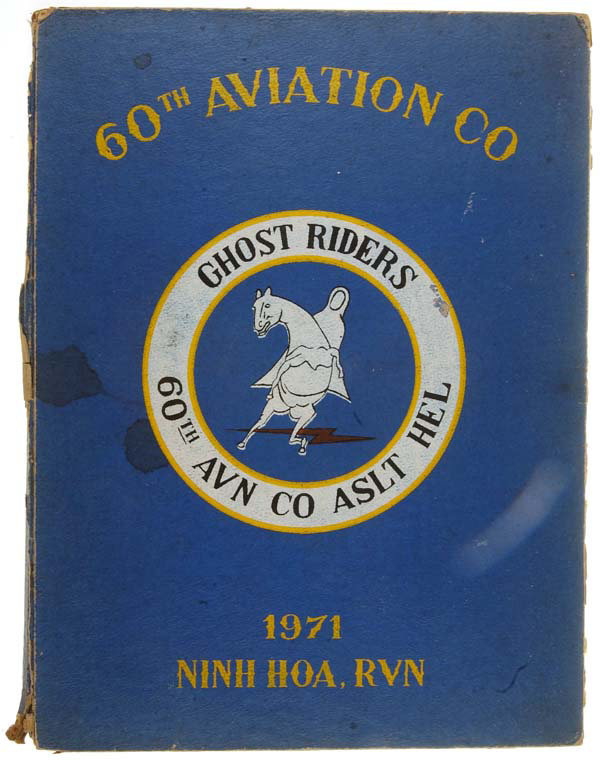 60TH AVIATION CO
GHOST RIDERS
60TH AVN CO ASLT HEL
1971
NINH HOA, RVN